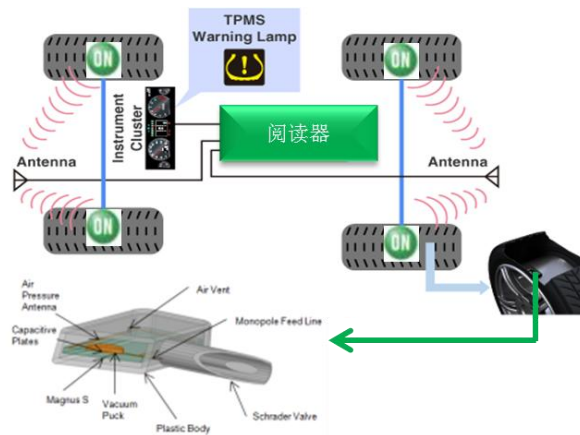 TPMS
Warning Lamp
ON
ON
Instrument
Cluster
阅读器
Antenna
Antenna
ON
ON
Air
Pressure
Antenna
Air Vent
Capacitive
Plates
Monopole Feed Line
Magnus S
Vacuum
Puck
Plastic Body
Schrader Valve